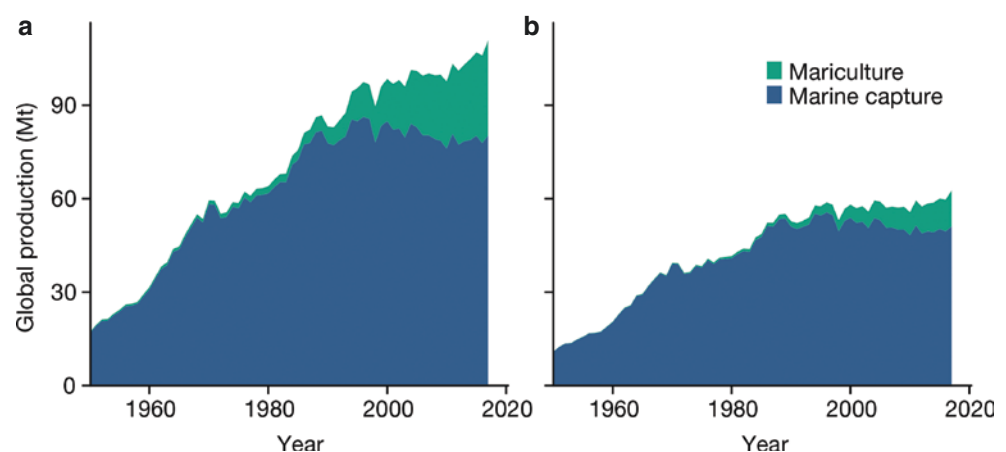 a
b
Global production (Mt)
90
60
30
0
Mariculture
Marine capture
1960
1980
2000
2020
1960
1980
2000
2020
Year
Year